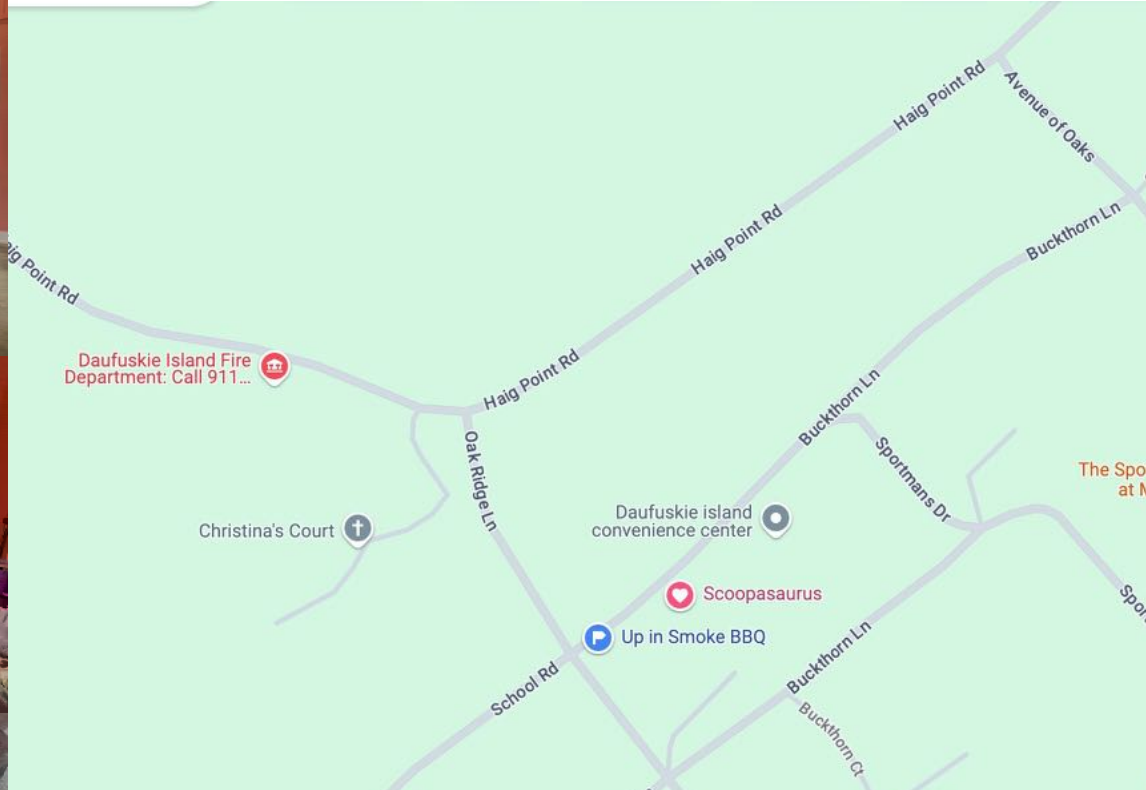 Haig Point Rd
Avenue of Oaks
Buckthorn Ln
Haig Point Rd
aig Point Rd
Daufuskie Island Fire
Department: Call 911...
Haig Point Rd
Buckthorn Ln
Oak Ridge Ln
Sportmans Dr
The Spo
at M
Christina's Court
Daufuskie island
convenience center
Scoopasaurus
Spor
Up in Smoke BBQ
Buckthorn Ln
School Rd
Buckthorn Ct